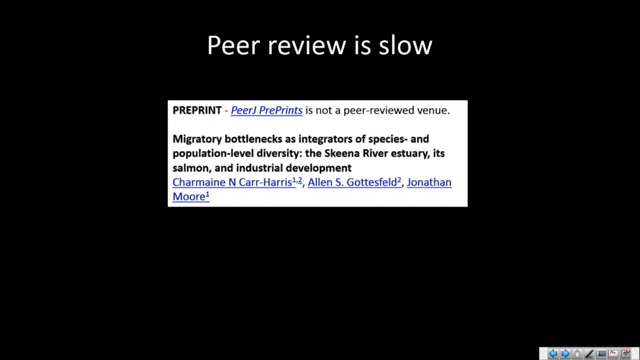 Peer review is slow
PREPRINT - PeerJ PrePrints is not a peer-reviewed venue.
Migratory bottlenecks as integrators of species- and
population-level diversity: the Skeena River estuary, its
salmon, and industrial development
Charmaine N Carr-Harris1,2, Allen S. Gottesfeld2, Jonathan
Moore1